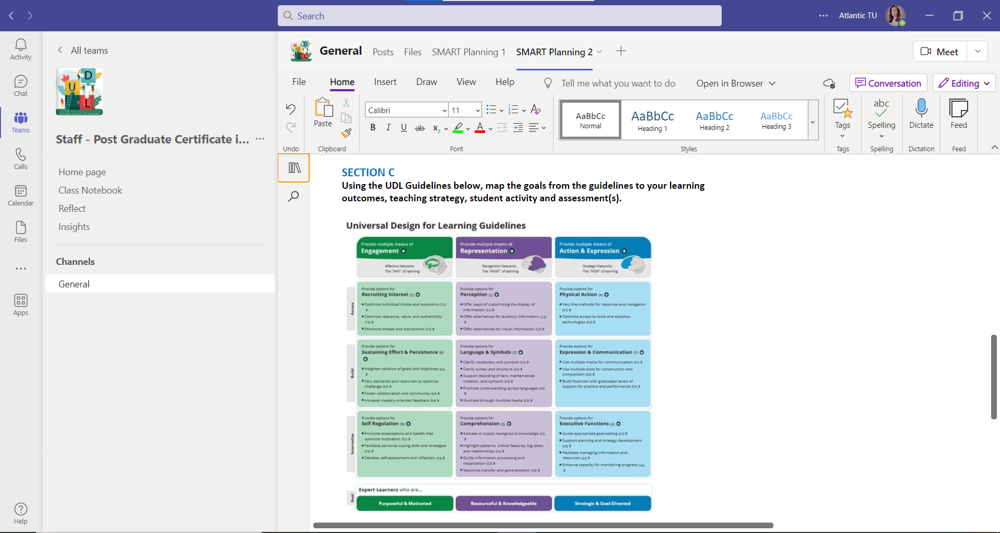 Search
Atlantic TU
Activity
Chat
Teams
Calls
Calendar
Files
Apps
Help
All teams
Staff - Post Graduate Certificate i...
Home page
Class Notebook
Reflect
Insights
Channels
General
General
Posts
Files
SMART Planning 1
SMART Planning 2
Meet
File
Home
Insert
Draw
View
Help
Tell me what you want to do
Open in Browser
Conversation
Editing
Undo
Paste
Clipboard
Calibri
11
Font
AaBbCc
Normal
AaBbCc
Heading 1
AaBbCc
Heading 2
AaBbCc
Heading 3
Styles
Tags
Tags
abc
Spelling
Spelling
Dictate
Dictation
Feed
Feed
SECTION C
Using the UDL Guidelines below, map the goals from the guidelines to your learning
outcomes, teaching strategy, student activity and assessment(s).
Universal Design for Learning Guidelines
Provide multiple means of
Engagement
Affective Networks
The "WHY" of learning
Provide multiple means of
Representation
Recognition Networks
The "WHAT" of learning
Provide multiple means of
Action & Expression
Strategic Networks
The "HOW" of learning
Access
Provide options for
Recruiting Interest (7)
• Optimize individual choice and autonomy (7.1)
• Optimize relevance, value, and authenticity
(7.2)
• Minimize threats and distractions (7.3)
Provide options for
Perception (1)
• Offer ways of customizing the display of
information (1.1)
• Offer alternatives for auditory information (1.2)
• Offer alternatives for visual information (1.3)
Provide options for
Physical Action (4)
• Vary the methods for response and navigation
(4.1)
• Optimize access to tools and assistive
technologies (4.2)
Build
Provide options for
Sustaining Effort & Persistence (8)
• Heighten salience of goals and objectives (8.1)
• Vary demands and resources to optimize
challenge (8.2)
• Foster collaboration and community (8.3)
• Increase mastery-oriented feedback (8.4)
Provide options for
Language & Symbols (2)
• Clarify vocabulary and symbols (2.1)
• Clarify syntax and structure (2.2)
• Support decoding of text, mathematical
notation, and symbols (2.3)
• Promote understanding across languages (2.4)
• Illustrate through multiple media (2.5)
Provide options for
Expression & Communication (5)
• Use multiple media for communication (5.1)
• Use multiple tools for construction and
composition (5.2)
• Build fluencies with graduated levels of
support for practice and performance (5.3)
Internalize
Provide options for
Self Regulation (9)
• Promote expectations and beliefs that
optimize motivation (9.1)
• Facilitate personal coping skills and strategies
(9.2)
• Develop self-assessment and reflection (9.3)
Provide options for
Comprehension (3)
• Activate or supply background knowledge (3.1)
• Highlight patterns, critical features, big ideas,
and relationships (3.2)
• Guide information processing and
visualization (3.3)
• Maximize transfer and generalization (3.4)
Provide options for
Executive Functions (6)
• Guide appropriate goal-setting (6.1)
• Support planning and strategy development
(6.2)
• Facilitate managing information and
resources (6.3)
• Enhance capacity for monitoring progress (6.4)
Goal
Expert Learners who are...
Purposeful & Motivated
Resourceful & Knowledgeable
Strategic & Goal-Directed